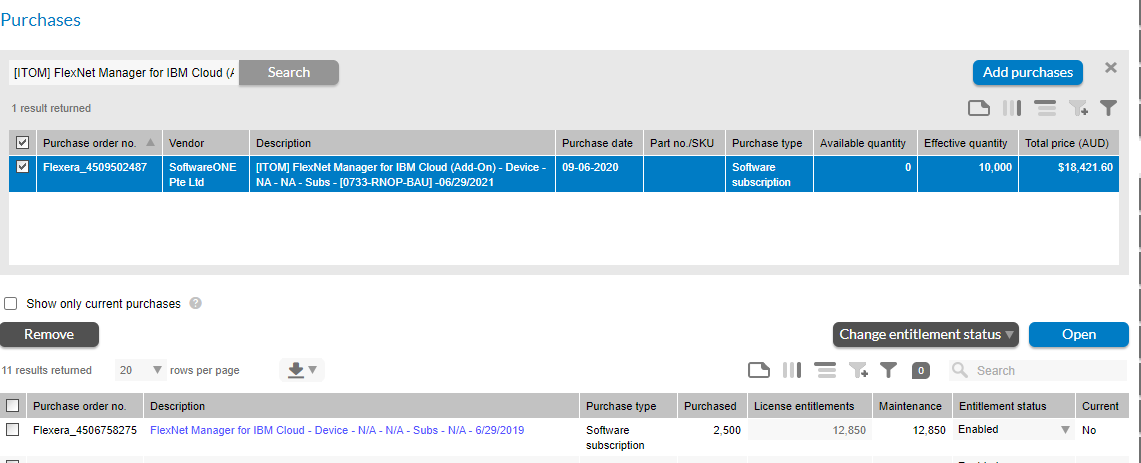 Purchases
[ITOM] FlexNet Manager for IBM Cloud (A
Search
Add purchases
1 result returned
Purchase order no. Vendor Description Purchase date Part no./SKU Purchase type Available quantity Effective quantity Total price (AUD)
Flexera_4509502487 SoftwareONE [ITOM] FlexNet Manager for IBM Cloud (Add-On) - Device - 09-06-2020 Software 0 10,000 $18,421.60
Pte Ltd NA - NA - Subs - [0733-RNOP-BAU] -06/29/2021 subscription
Show only current purchases ?
Remove
Change entitlement status
Open
11 results returned 20 rows per page 0 Search
Purchase order no. Description Purchase type Purchased License entitlements Maintenance Entitlement status Current
Flexera_4506758275 FlexNet Manager for IBM Cloud - Device - N/A - N/A - Subs - N/A - 6/29/2019 Software 2,500 12,850 12,850 Enabled No
subscription